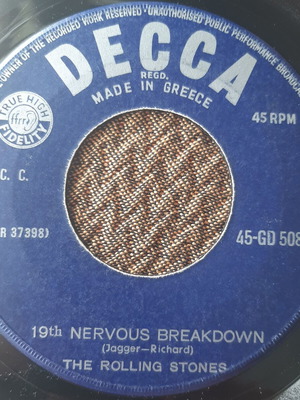 OWNER OF THE RECORDED WORK RESERVED · UNAUTHORISED PUBLIC PERFORMANCE BROADCA
DECCA
REGD.
MADE IN GREECE
TRUE HIGH
ffrr
FIDELITY
45 RPM
C. C.
R 37398)
45-GD 508
19th NERVOUS BREAKDOWN
(Jagger-Richard)
THE ROLLING STONES